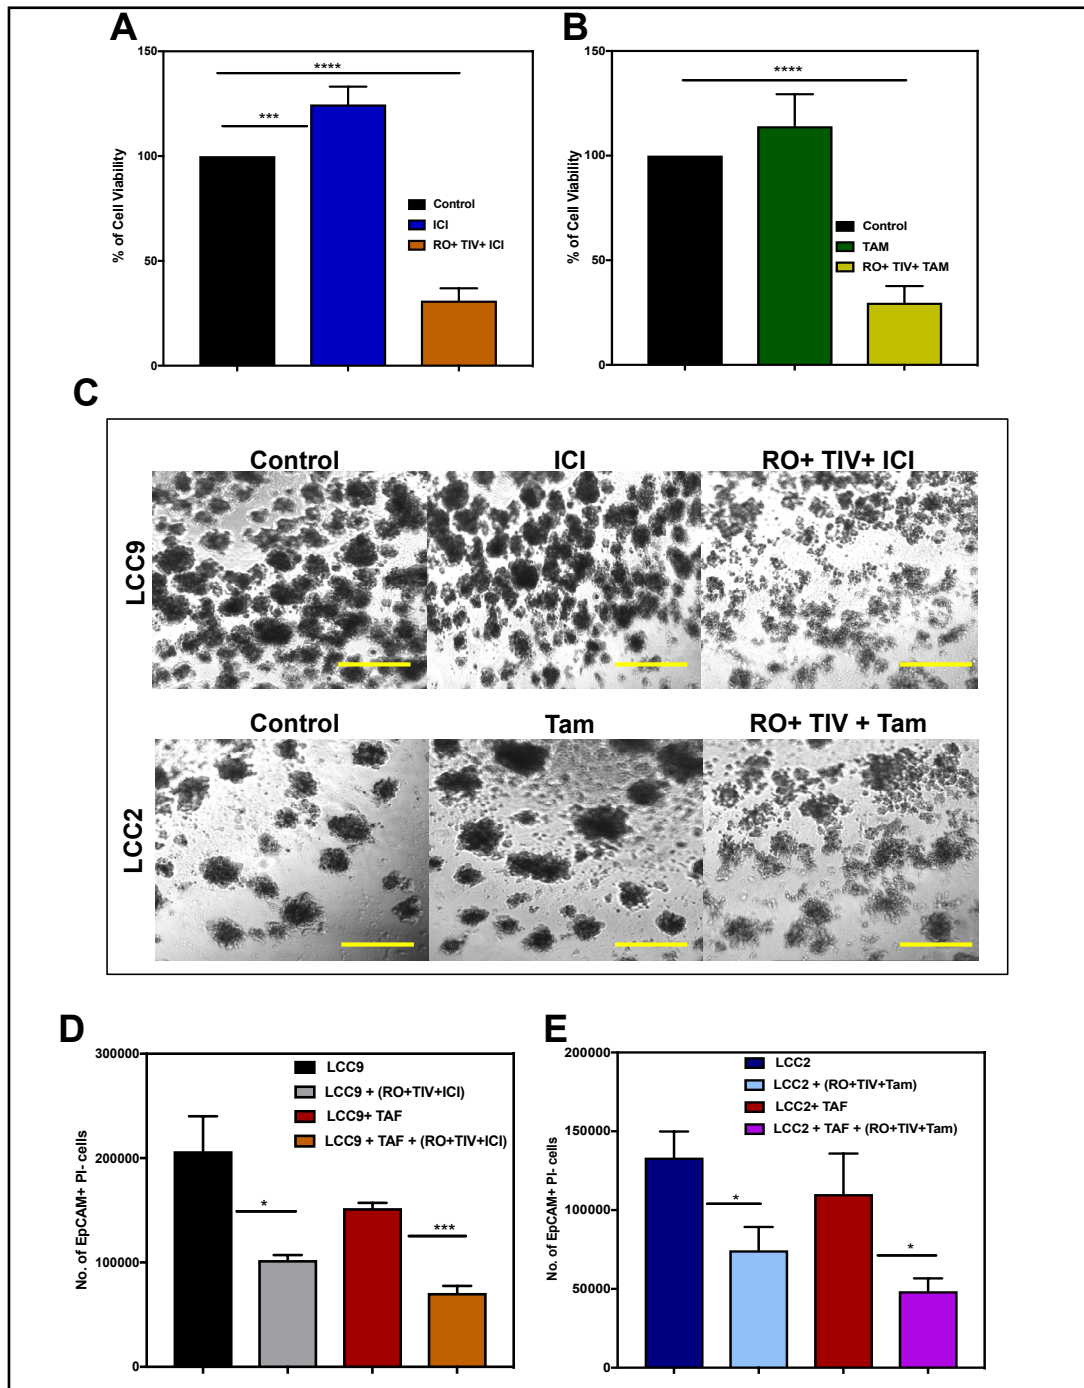 A
150
100
50
0
% of Cell Viability
****
***
Control
ICI
RO+ TIV+ ICI
B
150
100
50
0
% of Cell Viability
****
Control
TAM
RO+ TIV+ TAM
C
Control
ICI
RO+ TIV+ ICI
LCC9
Control
Tam
RO+ TIV + Tam
LCC2
D
300000
200000
100000
0
No. of EpCAM+ PI- cells
LCC9
LCC9 + (RO+TIV+ICI)
LCC9+ TAF
LCC9 + TAF + (RO+TIV+ICI)
*
***
E
200000
150000
100000
50000
0
No. of EpCAM+ PI- cells
LCC2
LCC2 + (RO+TIV+Tam)
LCC2+ TAF
LCC2 + TAF + (RO+TIV+Tam)
*
*